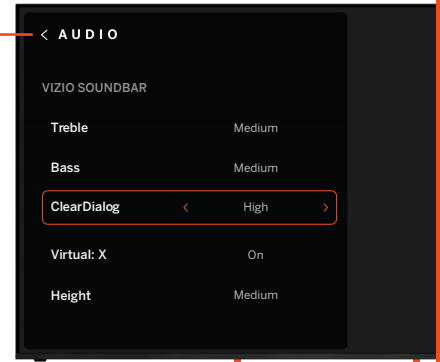 < AUDIO
VIZIO SOUNDBAR
Treble Medium
Bass Medium
ClearDialog < High >
Virtual: X On
Height Medium